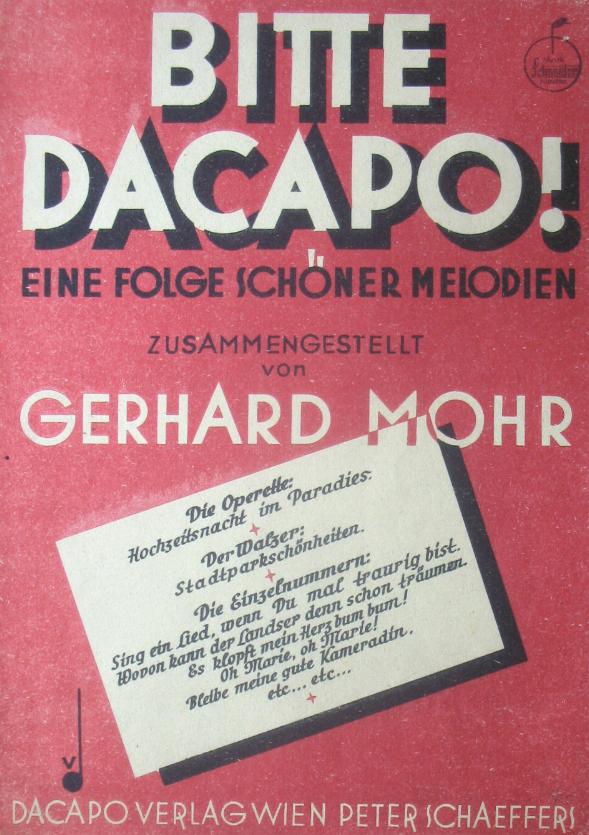 BITTE
DACAPO!
EINE FOLGE SCHÖNER MELODIEN
ZUSAMMENGESTELLT
von
GERHARD MOHR
Die Operette:
Hochzeitsnacht im Paradies.
Der Walzer:
Stadtparkschönheiten.
Die Einzelnummern:
Sing ein Lied, wenn Du mal traurig bist.
Wovon kann der Landser denn schon träumen.
Es klopft mein Herz bum bum!
Oh Marie, oh Marie!
Bleibe meine gute Kameradin.
etc... etc...
V
DACAPO VERLAG WIEN PETER SCHAEFFERS